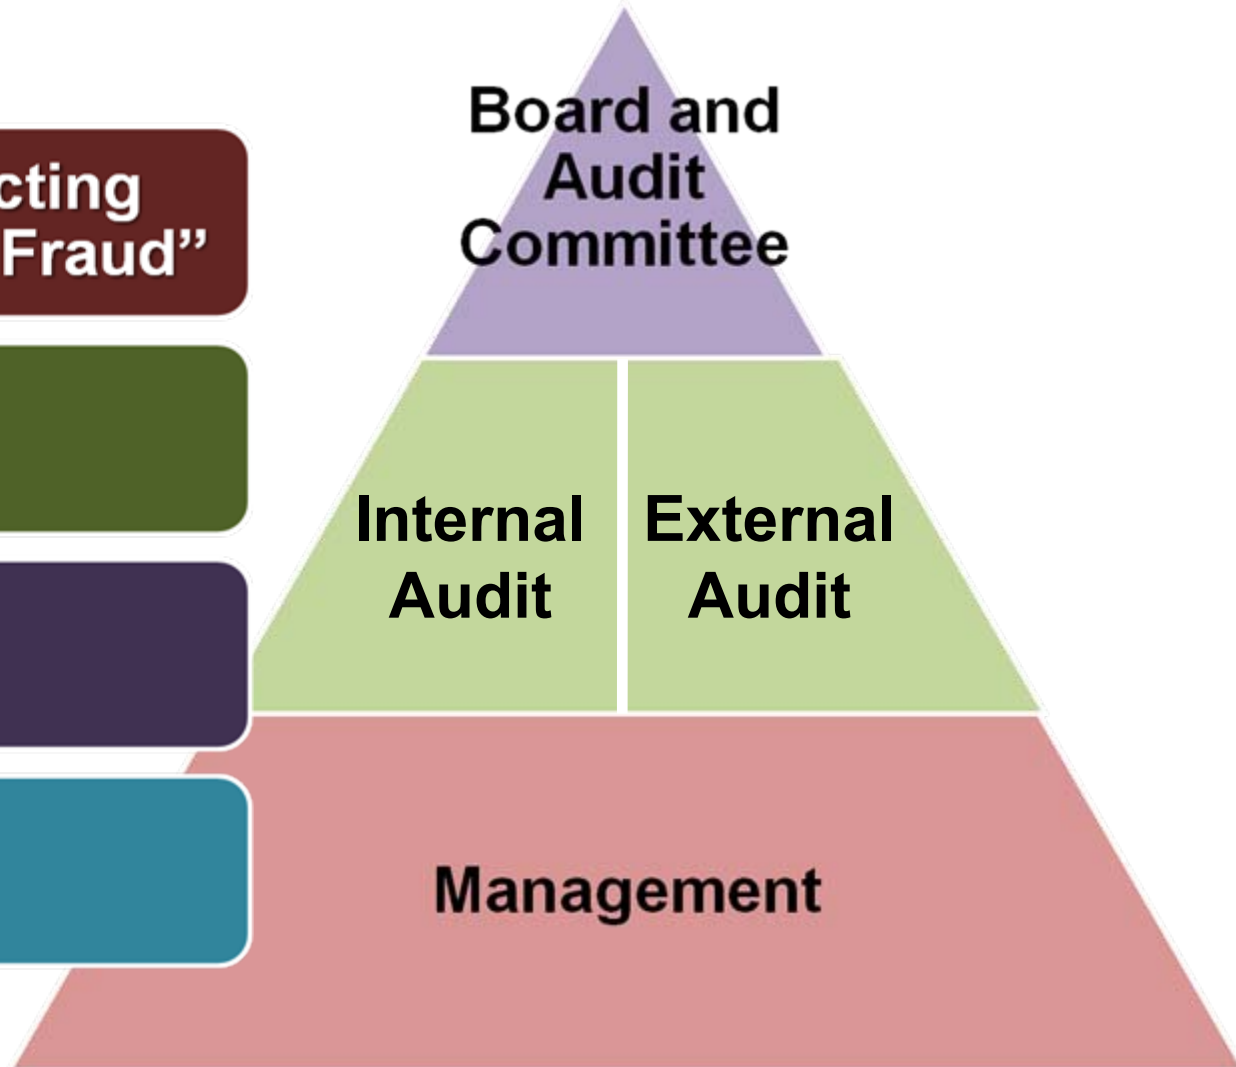 Board and
Audit
Committee
cting
Fraud”
Internal
Audit
External
Audit
Management